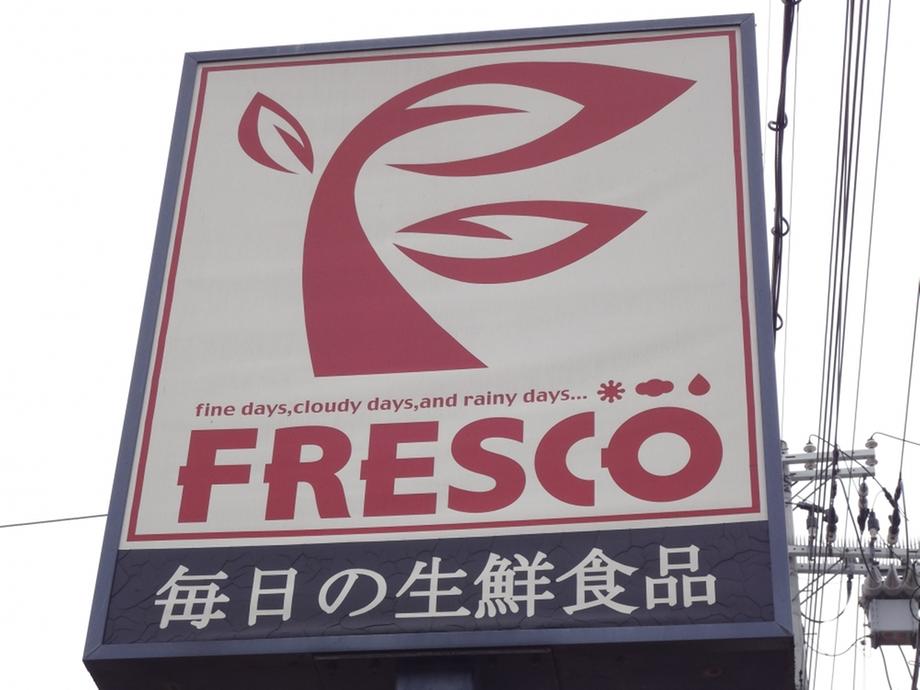 fine days,cloudy days,and rainy days...
FRESCO
毎日の生鮮食品